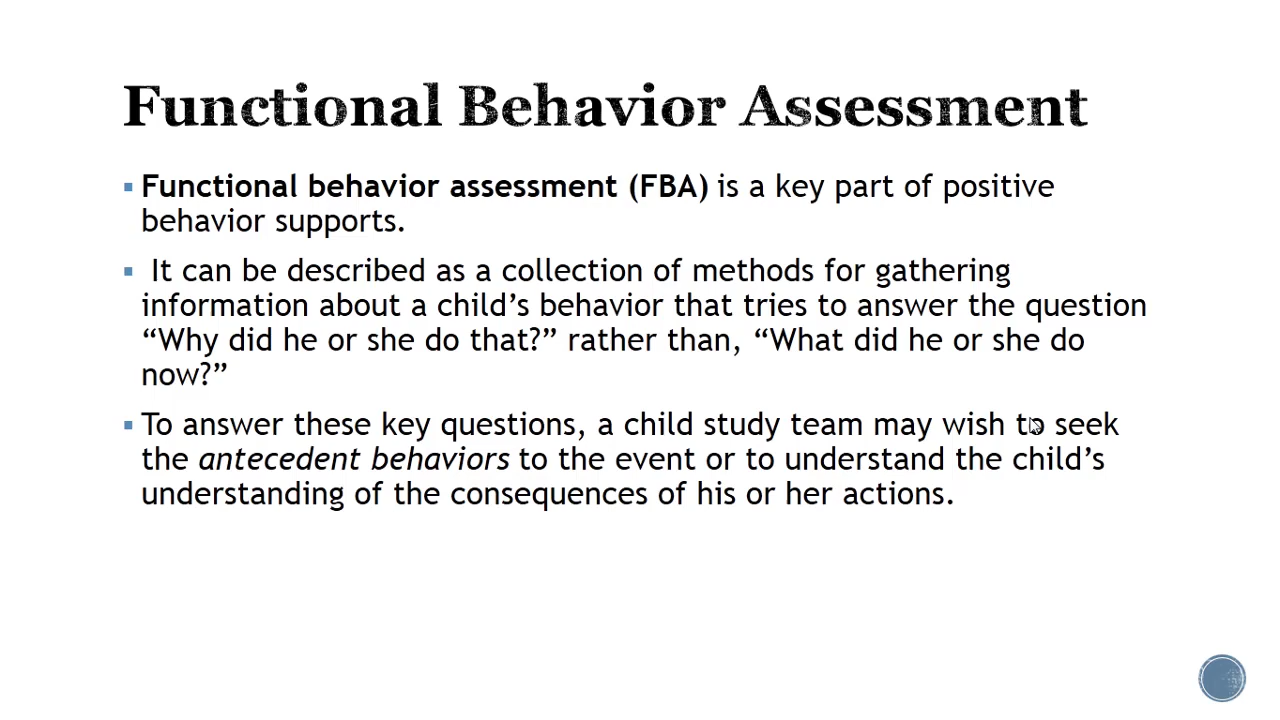 Functional Behavior Assessment
Functional behavior assessment (FBA) is a key part of positive
behavior supports.
It can be described as a collection of methods for gathering
information about a child’s behavior that tries to answer the question
“Why did he or she do that?” rather than, “What did he or she do
now?”
To answer these key questions, a child study team may wish to seek
the antecedent behaviors to the event or to understand the child’s
understanding of the consequences of his or her actions.